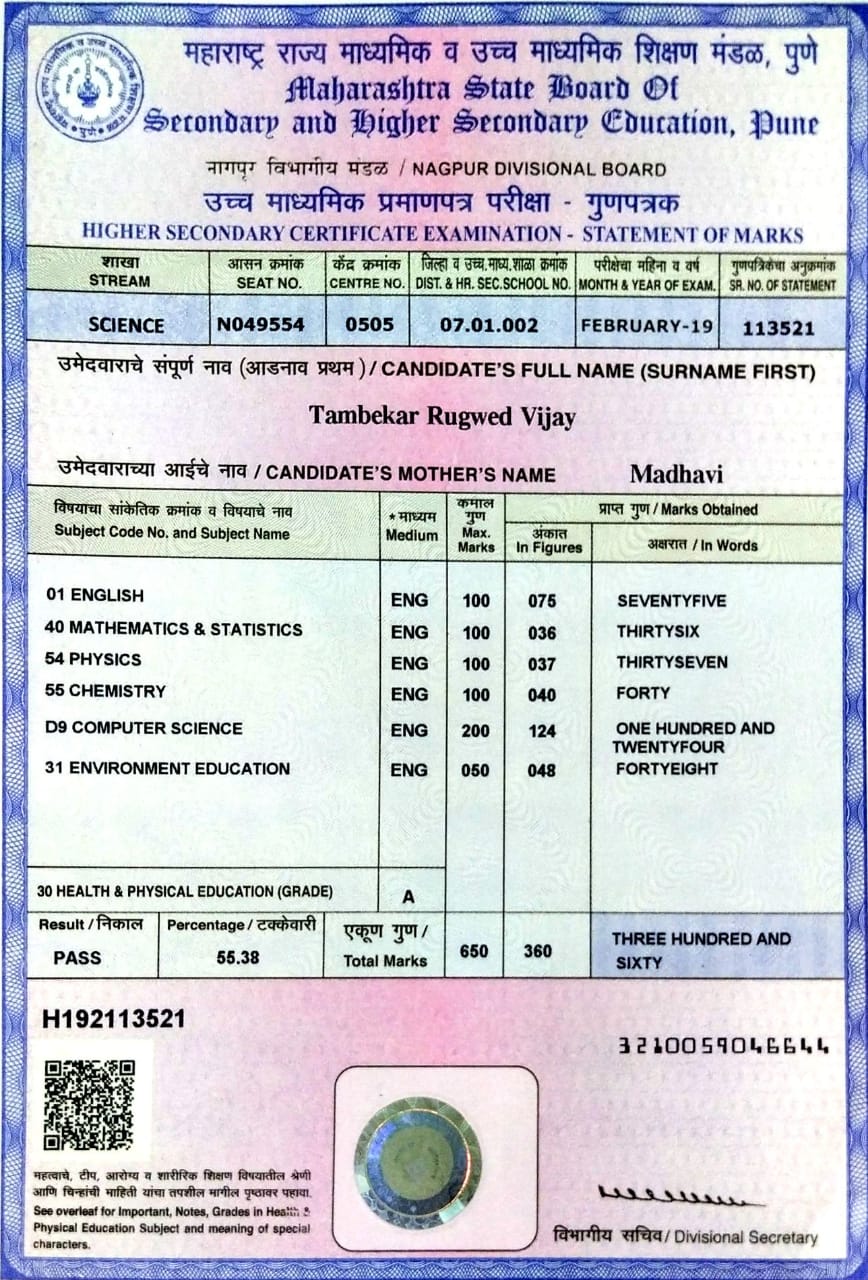 महाराष्ट्र राज्य माध्यमिक व उच्च माध्यमिक शिक्षण मंडळ, पुणे
Maharashtra State Board Of
Secondary and Higher Secondary Education, Pune
नागपूर विभागीय मंडळ / NAGPUR DIVISIONAL BOARD
उच्च माध्यमिक प्रमाणपत्र परीक्षा - गुणपत्रक
HIGHER SECONDARY CERTIFICATE EXAMINATION - STATEMENT OF MARKS
शाखा आसन क्रमांक केंद्र क्रमांक जिल्हा व उच्च.माध्य.शाळा क्रमांक परीक्षेचा महिना व वर्ष गुणपत्रिकेचा अनुक्रमांक
STREAM SEAT NO. CENTRE NO. DIST. & HR. SEC.SCHOOL NO. MONTH & YEAR OF EXAM. SR. NO. OF STATEMENT
SCIENCE N049554 0505 07.01.002 FEBRUARY-19 113521
उमेदवाराचे संपूर्ण नाव (आडनाव प्रथम) / CANDIDATE'S FULL NAME (SURNAME FIRST)
Tambekar Rugwed Vijay
उमेदवाराच्या आईचे नाव / CANDIDATE'S MOTHER'S NAME Madhavi
विषयाचा सांकेतिक क्रमांक व विषयाचे नाव
Subject Code No. and Subject Name
* माध्यम
Medium
कमाल
गुण
Max.
Marks
प्राप्त गुण / Marks Obtained
अंकात
In Figures
अक्षरात / In Words
01 ENGLISH ENG 100 075 SEVENTYFIVE
40 MATHEMATICS & STATISTICS ENG 100 036 THIRTYSIX
54 PHYSICS ENG 100 037 THIRTYSEVEN
55 CHEMISTRY ENG 100 040 FORTY
D9 COMPUTER SCIENCE ENG 200 124 ONE HUNDRED AND
TWENTYFOUR
31 ENVIRONMENT EDUCATION ENG 050 048 FORTYEIGHT
30 HEALTH & PHYSICAL EDUCATION (GRADE) A
Result / निकाल Percentage / टक्केवारी एकूण गुण /
PASS 55.38 Total Marks 650 360 THREE HUNDRED AND
SIXTY
H192113521
3210059046644
महत्वाचे, टीप, आरोग्य व शारीरिक शिक्षण विषयातील श्रेणी
आणि चिन्हांची माहिती यांचा तपशील मागील पृष्ठावर पहावा.
See overleaf for Important, Notes, Grades in Health &
Physical Education Subject and meaning of special
characters.
विभागीय सचिव / Divisional Secretary